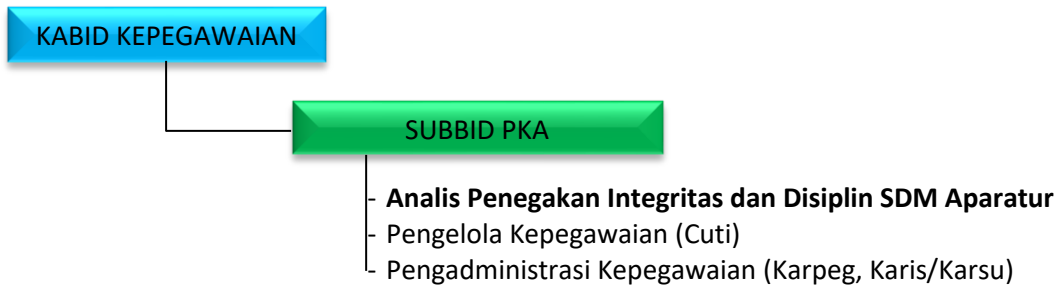 KABID KEPEGAWAIAN
SUBBID PKA
- Analis Penegakan Integritas dan Disiplin SDM Aparatur
- Pengelola Kepegawaian (Cuti)
- Pengadministrasi Kepegawaian (Karpeg, Karis/Karsu)